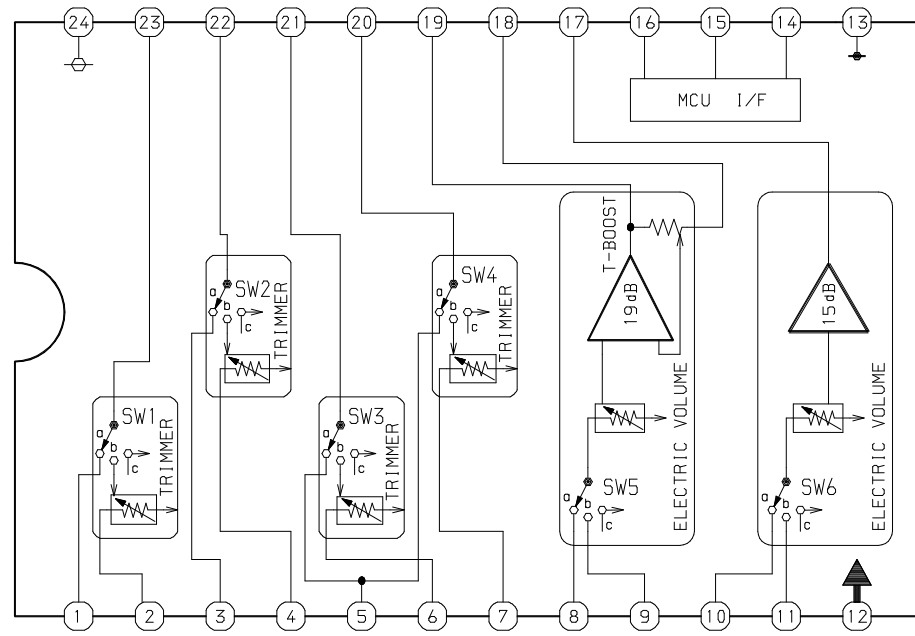 24 23 22 21 20 19 18 17 16 15 14 13
MCU I/F
T-BOOST
SW2
a
b
c
TRIMMER
SW4
a
b
c
TRIMMER
19dB
15dB
SW1
a
b
c
TRIMMER
SW3
a
b
c
TRIMMER
ELECTRIC VOLUME
SW5
a
c
ELECTRIC VOLUME
SW6
a
c
1 2 3 4 5 6 7 8 9 10 11 12